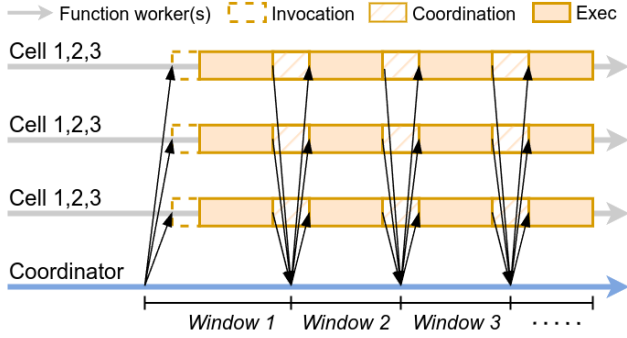 Function worker(s) Invocation Coordination Exec
Cell 1,2,3
Cell 1,2,3
Cell 1,2,3
Coordinator
Window 1 Window 2 Window 3 .....